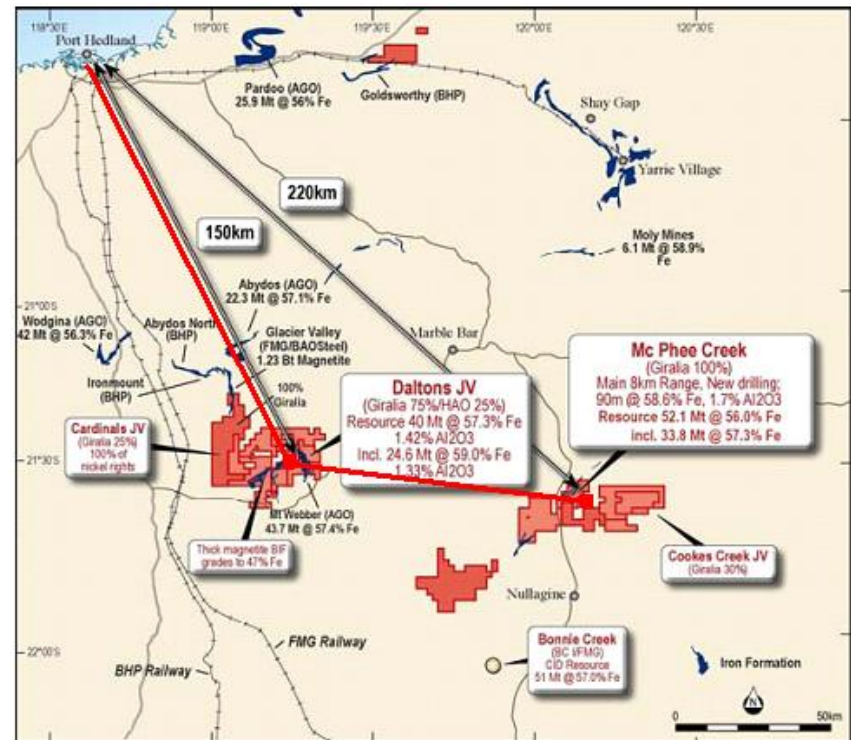 118°30'E
119°00'E
119°30'E
120°00'E
120°30'E
Port Hedland
Pardoo (AGO)
25.9 Mt @ 56% Fe
Goldsworthy (BHP)
Shay Gap
Yarrie Village
220km
150km
Moly Mines
6.1 Mt @ 58.9%
Fe
Abydos (AGO)
22.3 Mt @ 57.1% Fe
21°00'S
Wodgina (AGO)
42 Mt @ 56.3% Fe
Abydos North
(BHP)
Glacier Valley
(FMG/BAOSteel)
1.23 Bt Magnetite
Marble Bar
Ironmount
(BHP)
100%
Giralia
Mc Phee Creek
(Giralia 100%)
Main 8km Range, New drilling;
90m @ 58.6% Fe, 1.7% Al2O3
Resource 52.1 Mt @ 56.0% Fe
incl. 33.8 Mt @ 57.3% Fe
Daltons JV
(Giralia 75%/HAO 25%)
Resource 40 Mt @ 57.3% Fe
1.42% Al2O3
Incl. 24.6 Mt @ 59.0% Fe
1.33% Al2O3
Cardinals JV
(Giralia 25%)
100% of
nickel rights
21°30'S
Mt Webber (AGO)
43.7 Mt @ 57.4% Fe
Thick magnetite BIF
grades to 47% Fe
Cookes Creek JV
(Giralia 30%)
Nullagine
22°00'S
FMG Railway
BHP Railway
Bonnie Creek
(BC I/FMG)
CID Resource
51 Mt @ 57.0% Fe
Iron Formation
N
0
50km